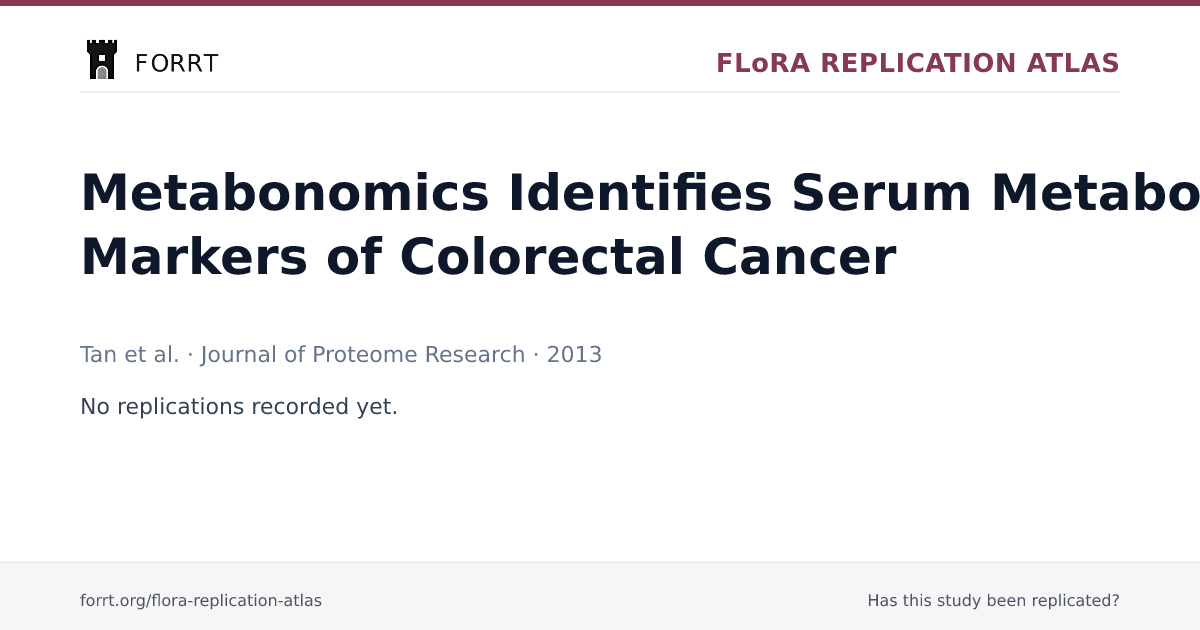 FORRT
FLoRA REPLICATION ATLAS
Metabonomics Identifies Serum Metabo
Markers of Colorectal Cancer
Tan et al. · Journal of Proteome Research · 2013
No replications recorded yet.
forrt.org/flora-replication-atlas
Has this study been replicated?